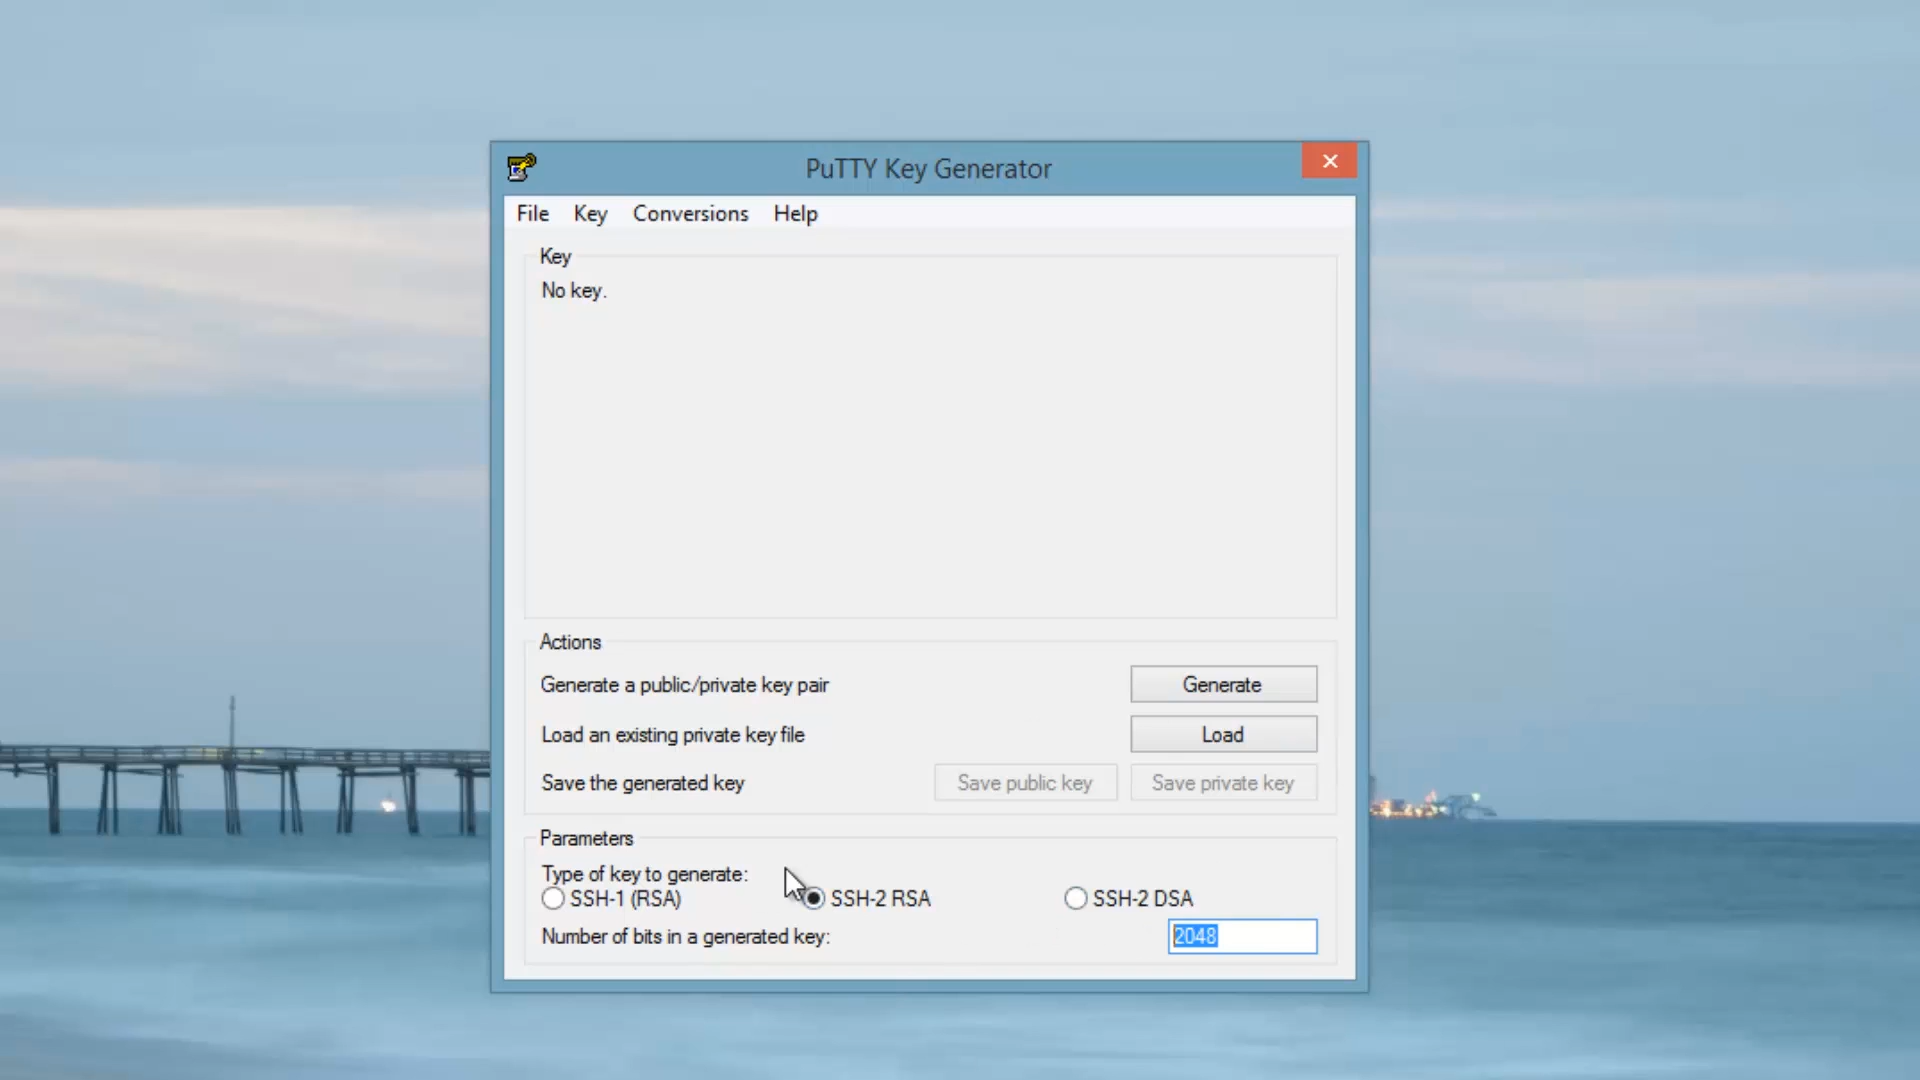 PuTTY Key Generator
File Key Conversions Help
Key
No key.
Actions
Generate a public/private key pair
Generate
Load an existing private key file
Load
Save the generated key
Save public key
Save private key
Parameters
Type of key to generate:
SSH-1 (RSA)
SSH-2 RSA
SSH-2 DSA
Number of bits in a generated key:
2048